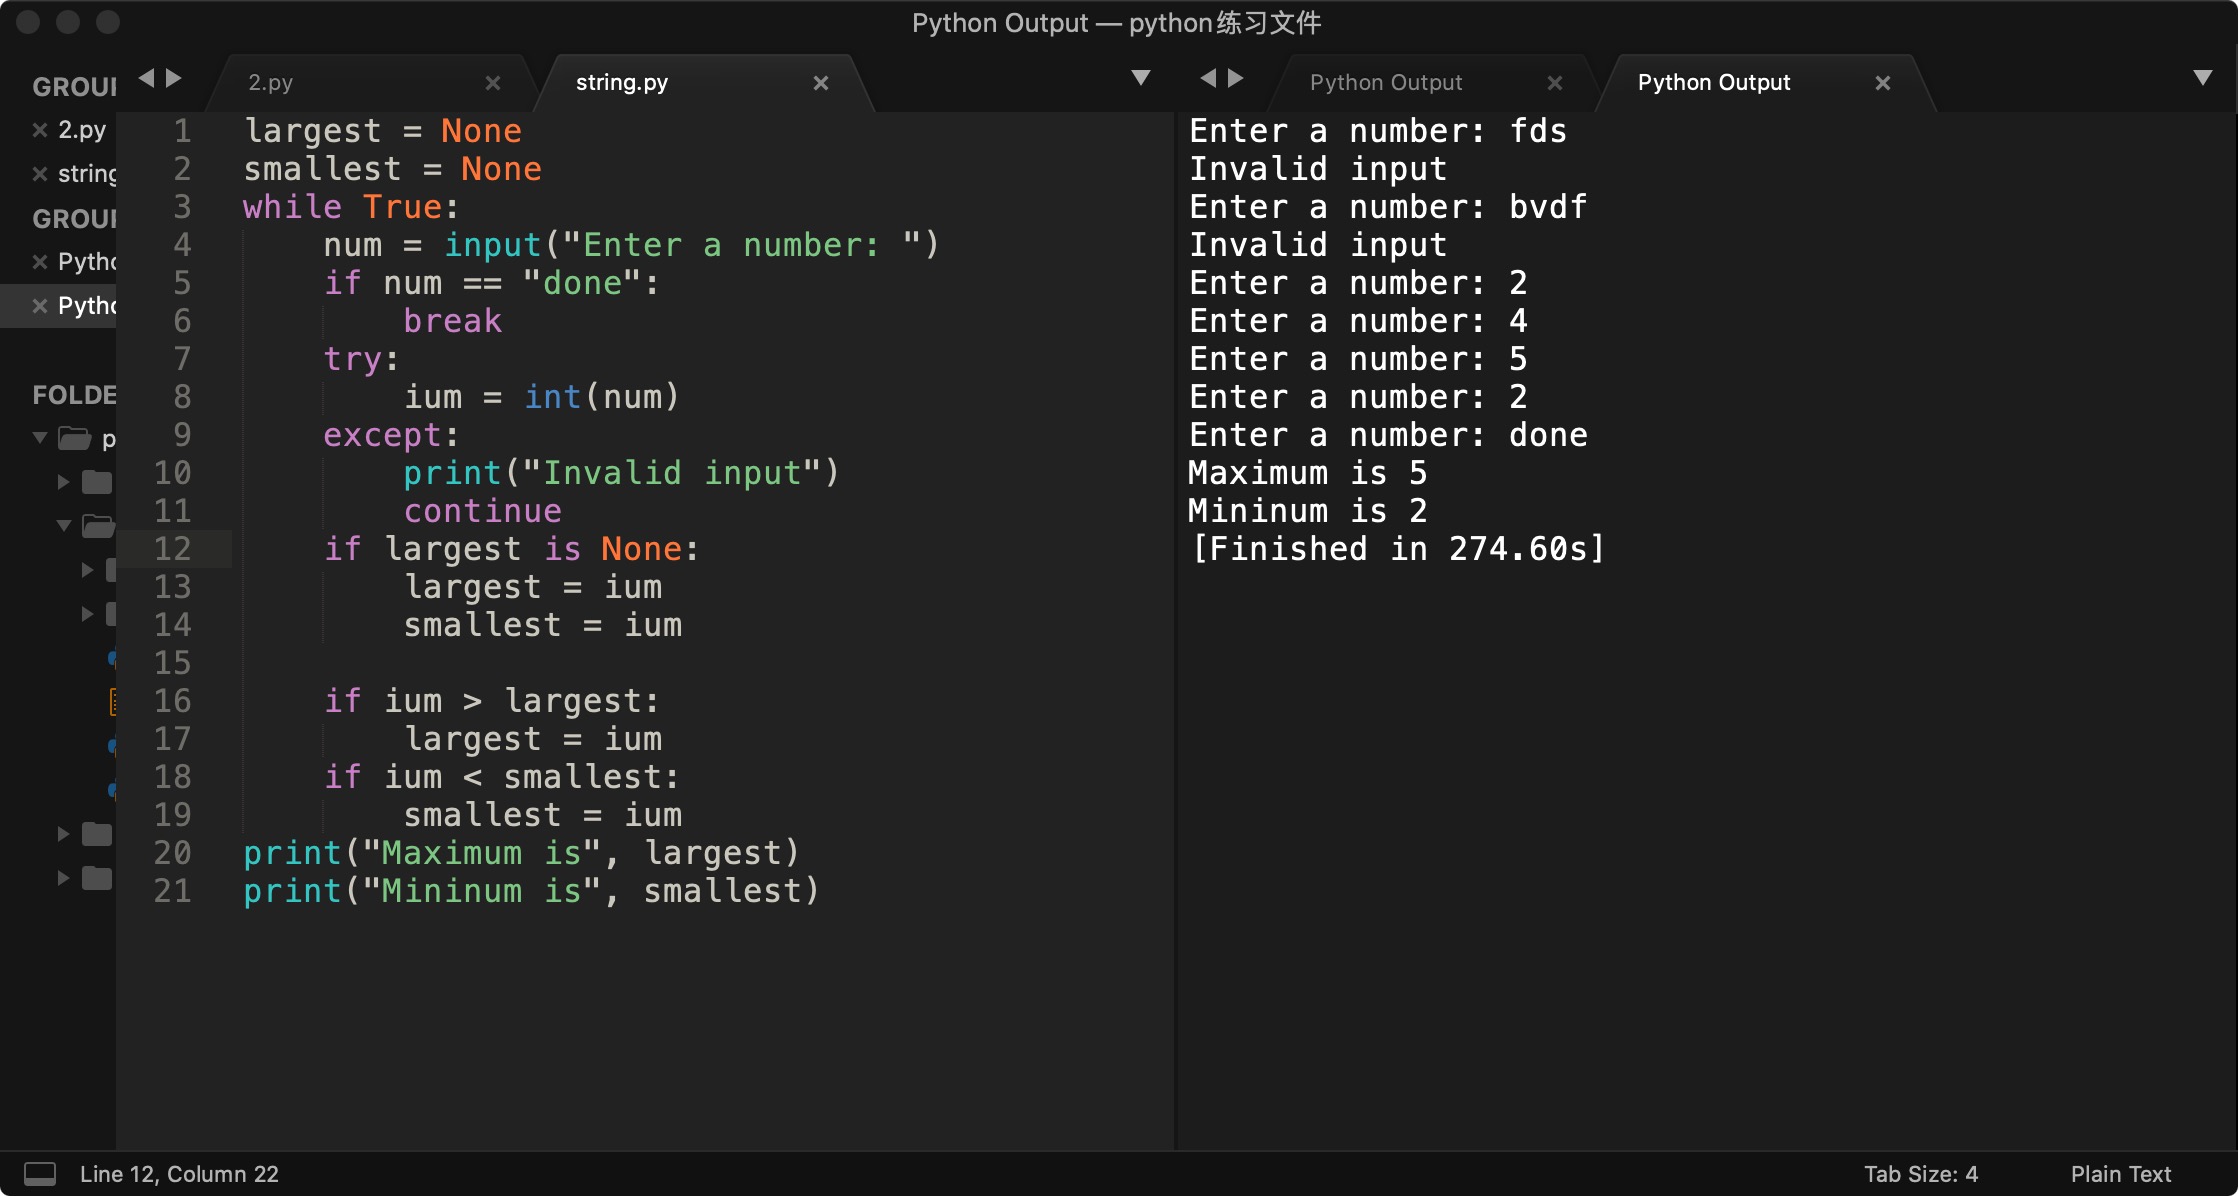 Python Output — python练习文件
GROUP
2.py
string
GROUP
Pytho
Pytho
FOLDE
p
2.py
string.py
Python Output
Python Output
1 largest = None
2 smallest = None
3 while True:
4 num = input("Enter a number: ")
5 if num == "done":
6 break
7 try:
8 ium = int(num)
9 except:
10 print("Invalid input")
11 continue
12 if largest is None:
13 largest = ium
14 smallest = ium
15
16 if ium > largest:
17 largest = ium
18 if ium < smallest:
19 smallest = ium
20 print("Maximum is", largest)
21 print("Mininum is", smallest)
Enter a number: fds
Invalid input
Enter a number: bvdf
Invalid input
Enter a number: 2
Enter a number: 4
Enter a number: 5
Enter a number: 2
Enter a number: done
Maximum is 5
Mininum is 2
[Finished in 274.60s]
Line 12, Column 22
Tab Size: 4
Plain Text